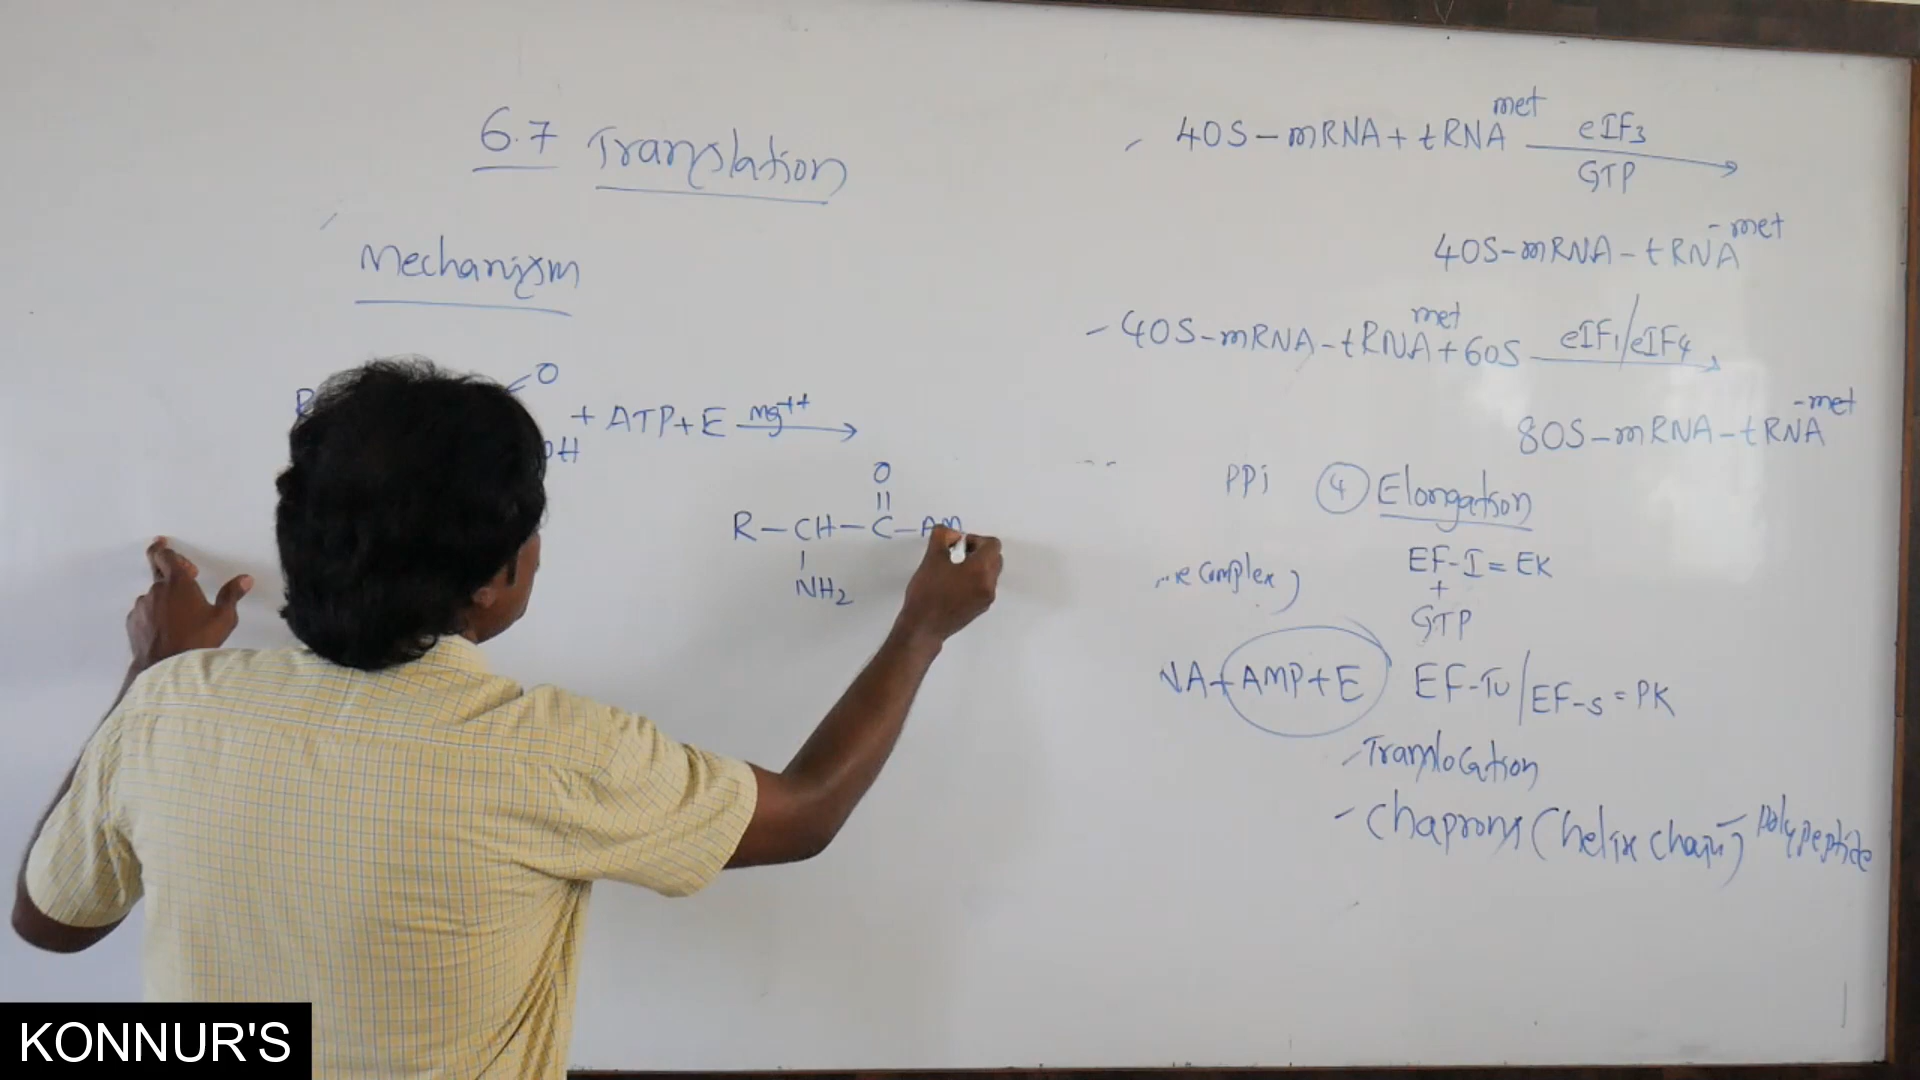 6.7 Translation
Mechanism
O
+ ATP+E Mg++
OH
O
R-CH-C-AM
NH2
40S-mRNA+tRNA met eIF3
GTP
40S-mRNA-tRNA-met
-40S-mRNA-tRNA met+60S eIF1/eIF4
80S-mRNA-tRNA-met
PPi
4 Elongation
EF-I=EK
+
GTP
complex)
NA+AMP+E
EF-Tu/EF-S=PK
-Translocation
-Chaprons (helix chain) polypeptide
KONNUR'S